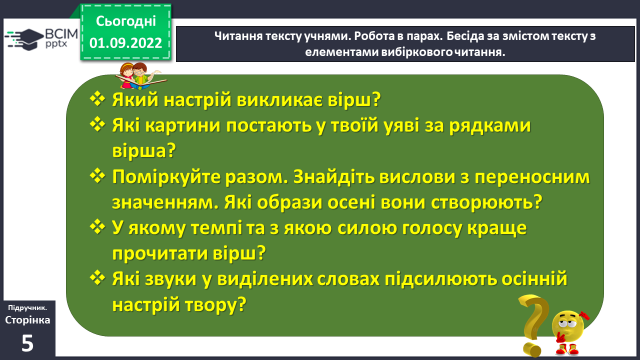 Сьогодні
01.09.2022
ВСІМ
pptx
Читання тексту учнями. Робота в парах. Бесіда за змістом тексту з
елементами вибіркового читання.
❖ Який настрій викликає вірш?
❖ Які картини постають у твоїй уяві за рядками
вірша?
❖ Поміркуйте разом. Знайдіть вислови з переносним
значенням. Які образи осені вони створюють?
❖ У якому темпі та з якою силою голосу краще
прочитати вірш?
❖ Які звуки у виділених словах підсилюють осінній
настрій твору?
Підручник.
Сторінка
5